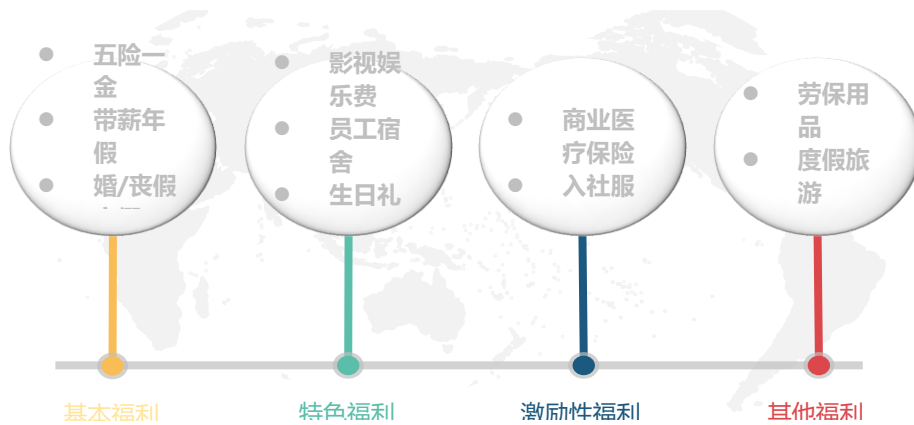 五险一
金
带薪年
假
婚/丧假
影视娱
乐费
员工宿
舍
生日礼
商业医
疗保险
入社服
劳保用
品
度假旅
游
基本福利
特色福利
激励性福利
其他福利